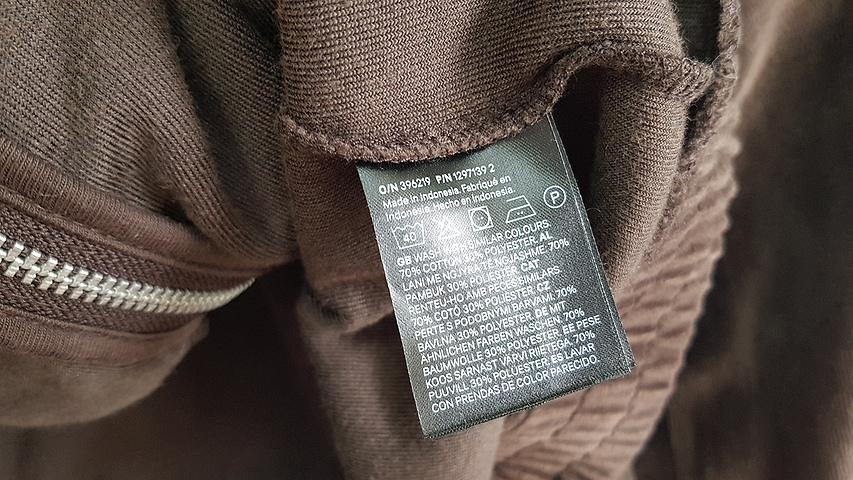 O/N 396219 P/N 1297139 2
Made in Indonesia. Fabriqué en
Indonésie. Hecho en Indonesia.
40 P
GB WASH WITH SIMILAR COLOURS
70% COTTON 30% POLYESTER. AL
LANI ME NGJYRA TË NGJASHVE. 70%
PAMBUK 30% POLIESTER. CAT
RENTEU-HO AMB PECES SIMILARS.
70% COTÓ 30% POLIÈSTER. CZ
PERTE S PODOBNÝMI BARVAMI. 70%
BAVLNA 30% POLYESTER. DE MIT
ÄHNLICHEN FARBEN WASCHEN. 70%
BAUMWOLLE 30% POLYESTER. EE PESE
KOOS SARNAST VÄRVI RIIETEGA. 70%
PUUVILL 30% POLÜESTER. ES LAVAR
CON PRENDAS DE COLOR PARECIDO.